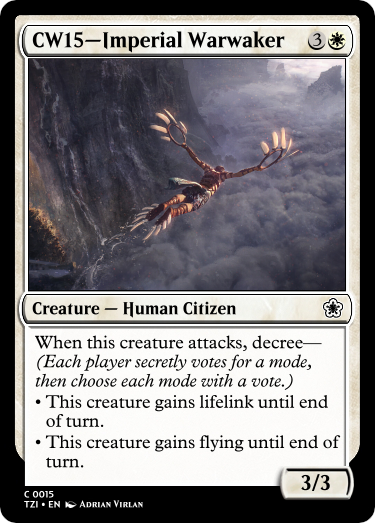 CW15—Imperial Warwaker 3
Creature — Human Citizen
When this creature attacks, decree—
(Each player secretly votes for a mode,
then choose each mode with a vote.)
• This creature gains lifelink until end
of turn.
• This creature gains flying until end of
turn.
3/3
C 0015
TZI • EN Adrian Virlan